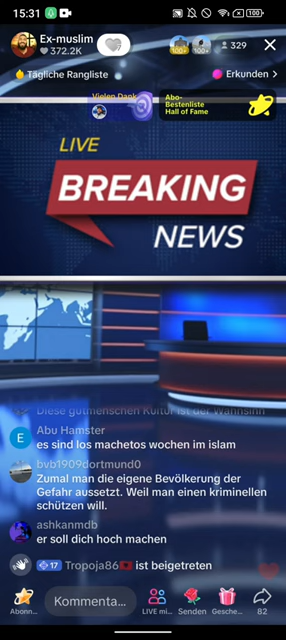 15:31
100
Ex-muslim
372.2K
100+
100+
329
Tägliche Rangliste
Erkunden >
Vielen Dank
Abo-
Bestenliste
Hall of Fame
LIVE
BREAKING
NEWS
Diese gutmenschen Kultur ist der Wahnsinn
E
Abu Hamster
es sind los machetos wochen im islam
bvb1909dortmund0
Zumal man die eigene Bevölkerung der
Gefahr aussetzt. Weil man einen kriminellen
schützen will.
ashkanmdb
er soll dich hoch machen
17 Tropoja86🇦🇱 ist beigetreten
Kommenta...
Abonn...
LIVE mi...
Senden
Gesche...
82